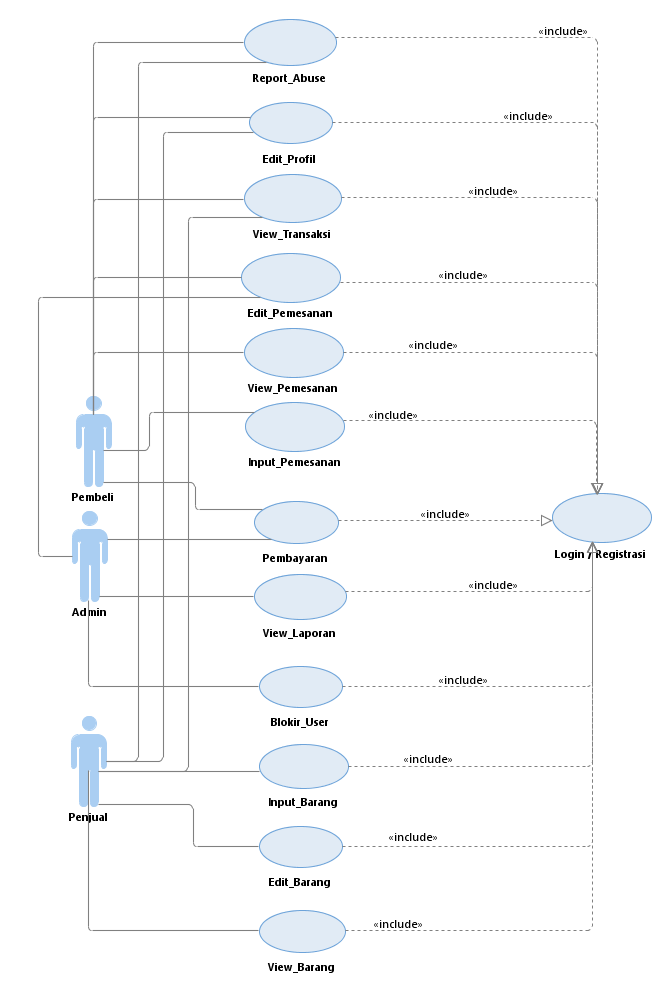 «include»
Report_Abuse
«include»
Edit_Profil
«include»
View_Transaksi
«include»
Edit_Pemesanan
«include»
View_Pemesanan
«include»
Input_Pemesanan
Pembeli
«include»
Pembayaran
Login / Registrasi
«include»
Admin
View_Laporan
«include»
Blokir_User
«include»
Input_Barang
Penjual
«include»
Edit_Barang
«include»
View_Barang